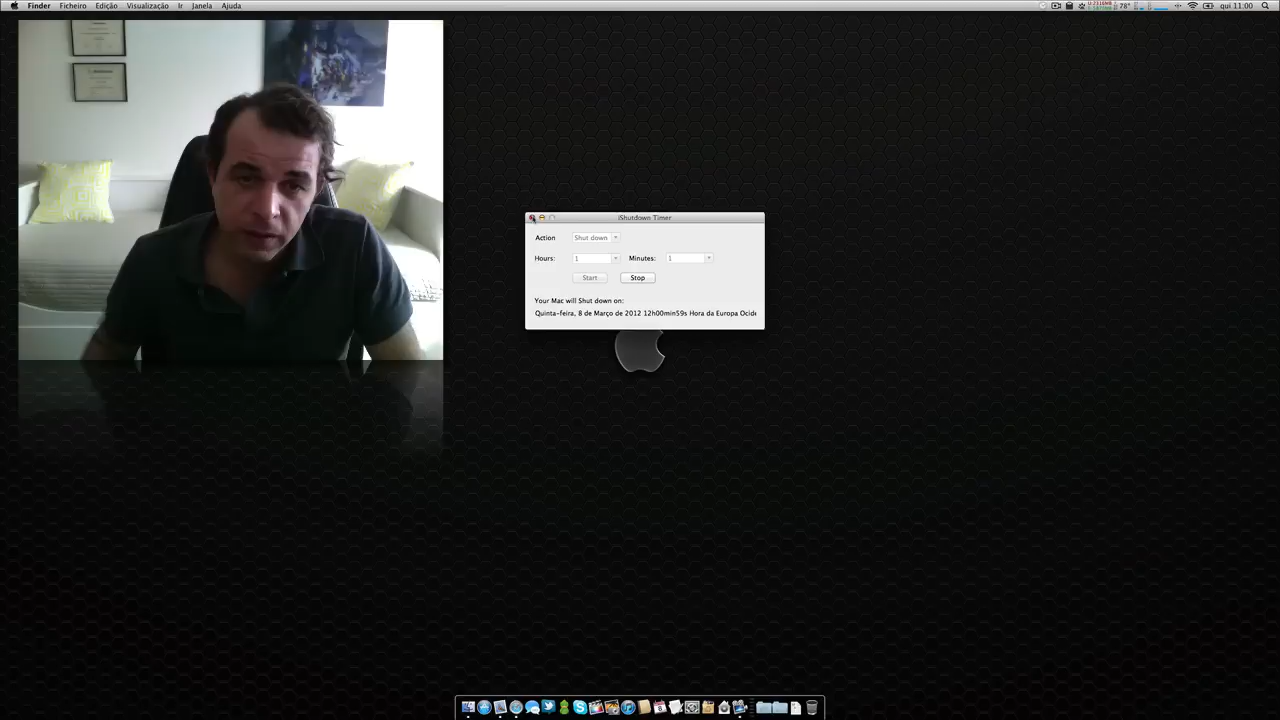 Finder Ficheiro Edição Visualização Ir Janela Ajuda
78° qui 11:00
iShutdown Timer
Action Shut down
Hours: 1 Minutes: 1
Start Stop
Your Mac will Shut down on:
Quinta-feira, 8 de Março de 2012 12h00min59s Hora da Europa Ocide